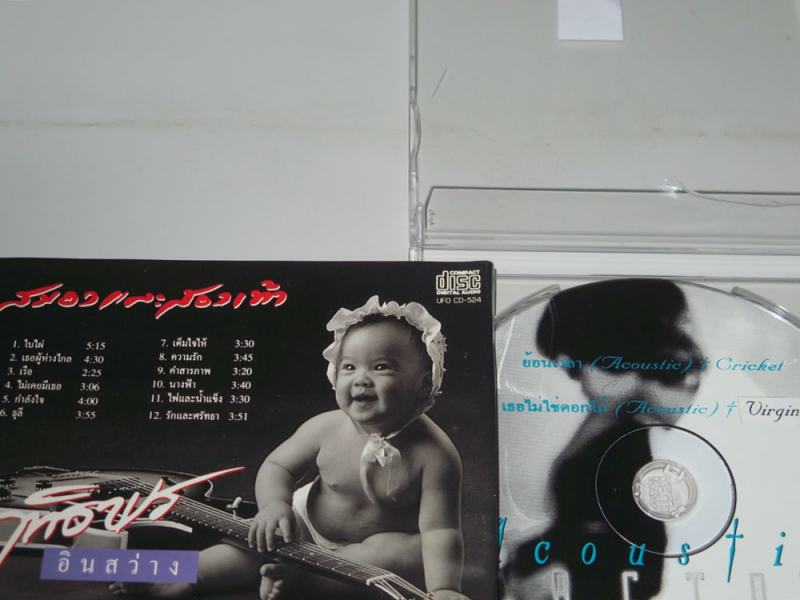 สมองและสองเท้า
COMPACT
disc
DIGITAL AUDIO
UFO CD-524
1. ใบไผ่ 5:15
2. เธอผู้ห่างไกล 4:30
3. เรือ 2:25
4. ไม่เคยมีเธอ 3:06
5. กำลังใจ 4:00
6. ธุลี 3:55
7. เต็มใจให้ 3:30
8. ความรัก 3:45
9. คำสารภาพ 3:20
10. นางฟ้า 3:40
11. ไฟและน้ำแข็ง 3:30
12. รักและศรัทธา 3:51
อินสว่าง
ย้อนเวลา (Acoustic) † Cricket
เธอไม่ใช่ดอกไม้ (Acoustic) † Virgin
Acousti